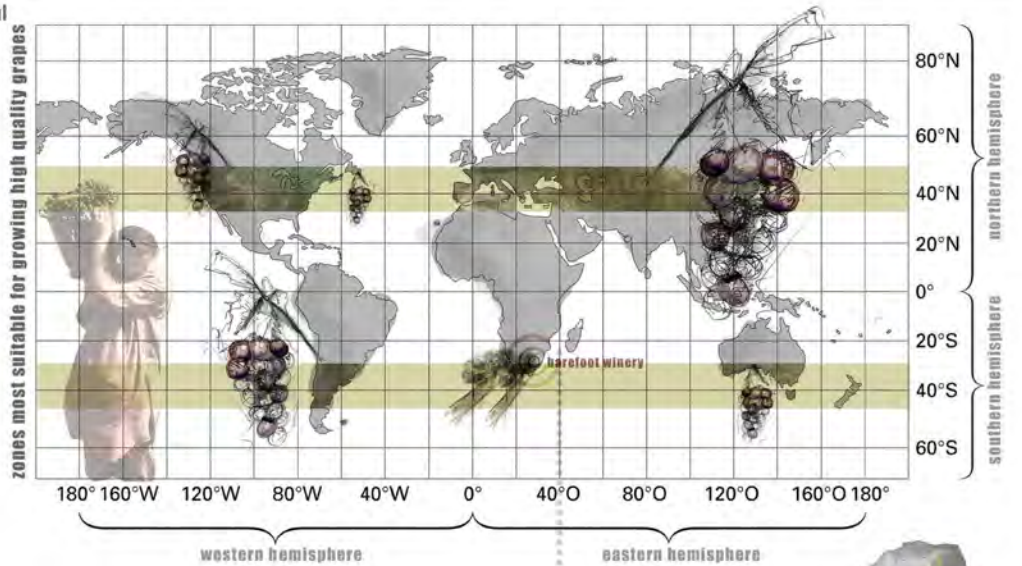 zones most suitable for growing high quality grapes
80°N
60°N
40°N
20°N
0°
20°S
40°S
60°S
northern hemisphere
southern hemisphere
barefoot winery
180° 160°W 120°W 80°W 40°W 0° 40°O 80°O 120°O 160°O 180°
western hemisphere
eastern hemisphere